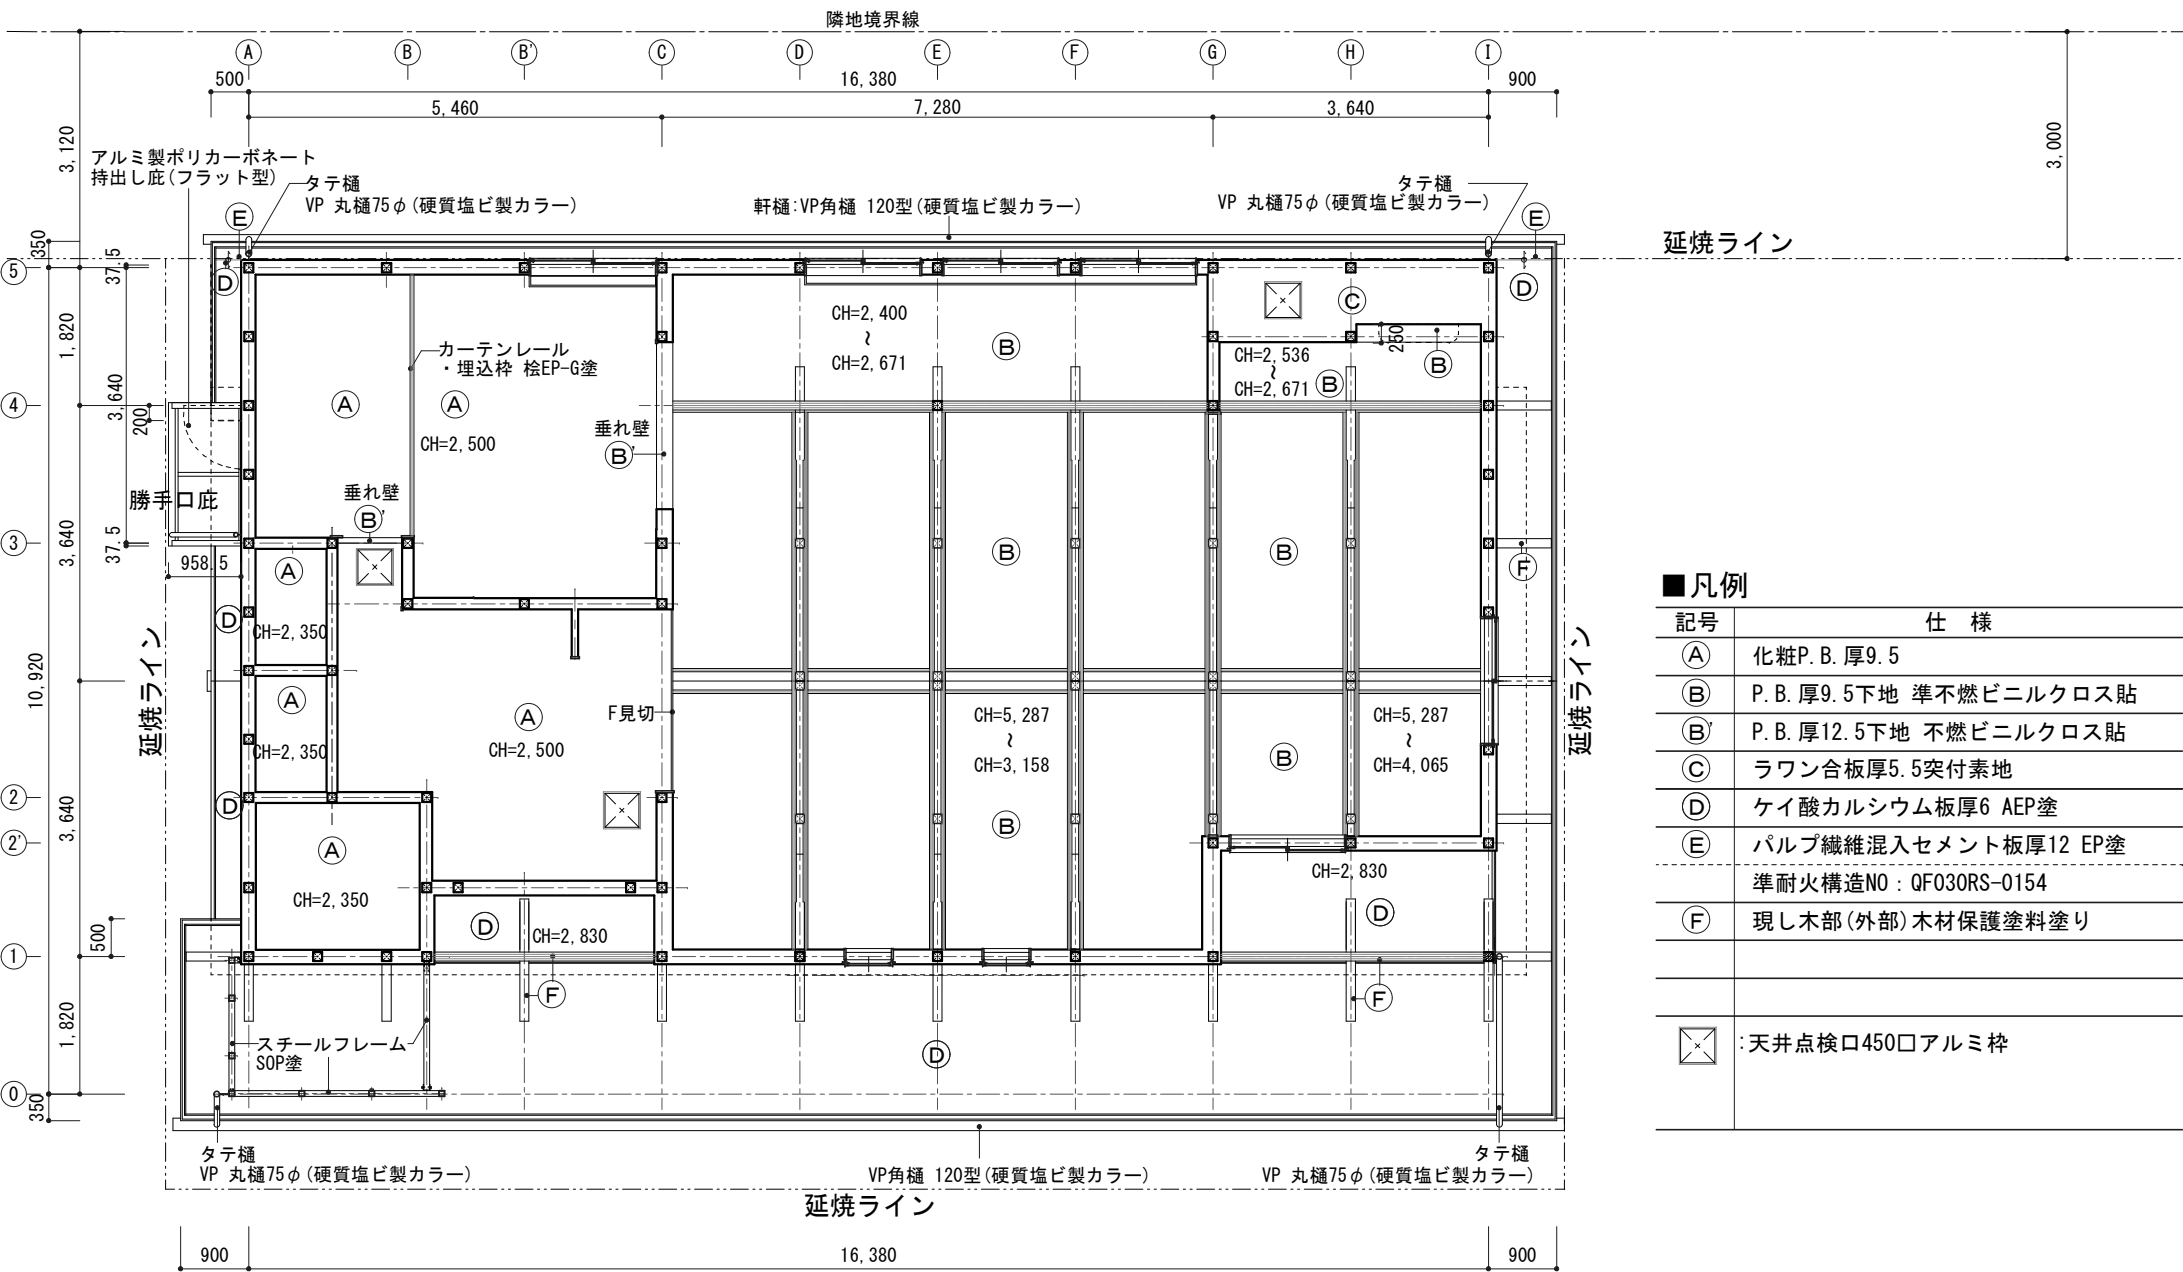 隣地境界線
A B B' C D E F G H I
500 16,380 900
5,460 7,280 3,640
3,120
3,000
アルミ製ポリカーボネート
持出し庇(フラット型)
タテ樋
VP 丸樋75φ(硬質塩ビ製カラー)
軒樋:VP角樋 120型(硬質塩ビ製カラー)
タテ樋
VP 丸樋75φ(硬質塩ビ製カラー)
E
E
延焼ライン
350
37.5
5
D
D
C
CH=2,400
～
CH=2,671
B
1,820
カーテンレール
・埋込枠 桧EP-G塗
250
CH=2,536
～
CH=2,671
B
B
3,640
4
200
A
A
CH=2,500
垂れ壁
B'
勝手口庇
垂れ壁
B'
3
3,640
37.5
958.5
A
B
B
F
D
CH=2,350
10,920
延焼ライン
延焼ライン
A
CH=2,350
A
CH=2,500
F見切
CH=5,287
～
CH=3,158
B
CH=5,287
～
CH=4,065
B
2
D
3,640
2'
A
CH=2,350
CH=2,830
D
D
CH=2,830
500
1
F
F
1,820
スチールフレーム
SOP塗
D
0
350
タテ樋
VP 丸樋75φ(硬質塩ビ製カラー)
VP角樋 120型(硬質塩ビ製カラー)
タテ樋
VP 丸樋75φ(硬質塩ビ製カラー)
延焼ライン
900 16,380 900
■凡例
記号 仕 様
A 化粧P.B.厚9.5
B P.B.厚9.5下地 準不燃ビニルクロス貼
B' P.B.厚12.5下地 不燃ビニルクロス貼
C ラワン合板厚5.5突付素地
D ケイ酸カルシウム板厚6 AEP塗
E パルプ繊維混入セメント板厚12 EP塗
準耐火構造NO：QF030RS-0154
F 現し木部(外部)木材保護塗料塗り
:天井点検口450□アルミ枠